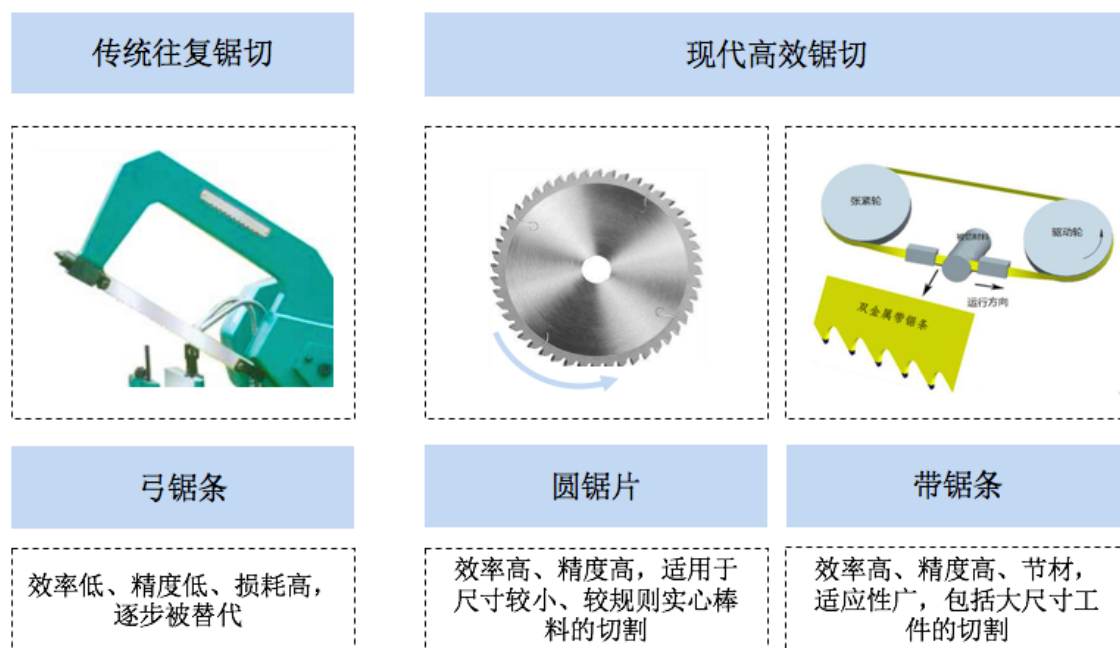 传统往复锯切
现代高效锯切
张紧轮
被切材料
驱动轮
运行方向
双金属带锯条
弓锯条
圆锯片
带锯条
效率低、精度低、损耗高，
逐步被替代
效率高、精度高，适用于
尺寸较小、较规则实心棒
料的切割
效率高、精度高、节材，
适应性广，包括大尺寸工
件的切割